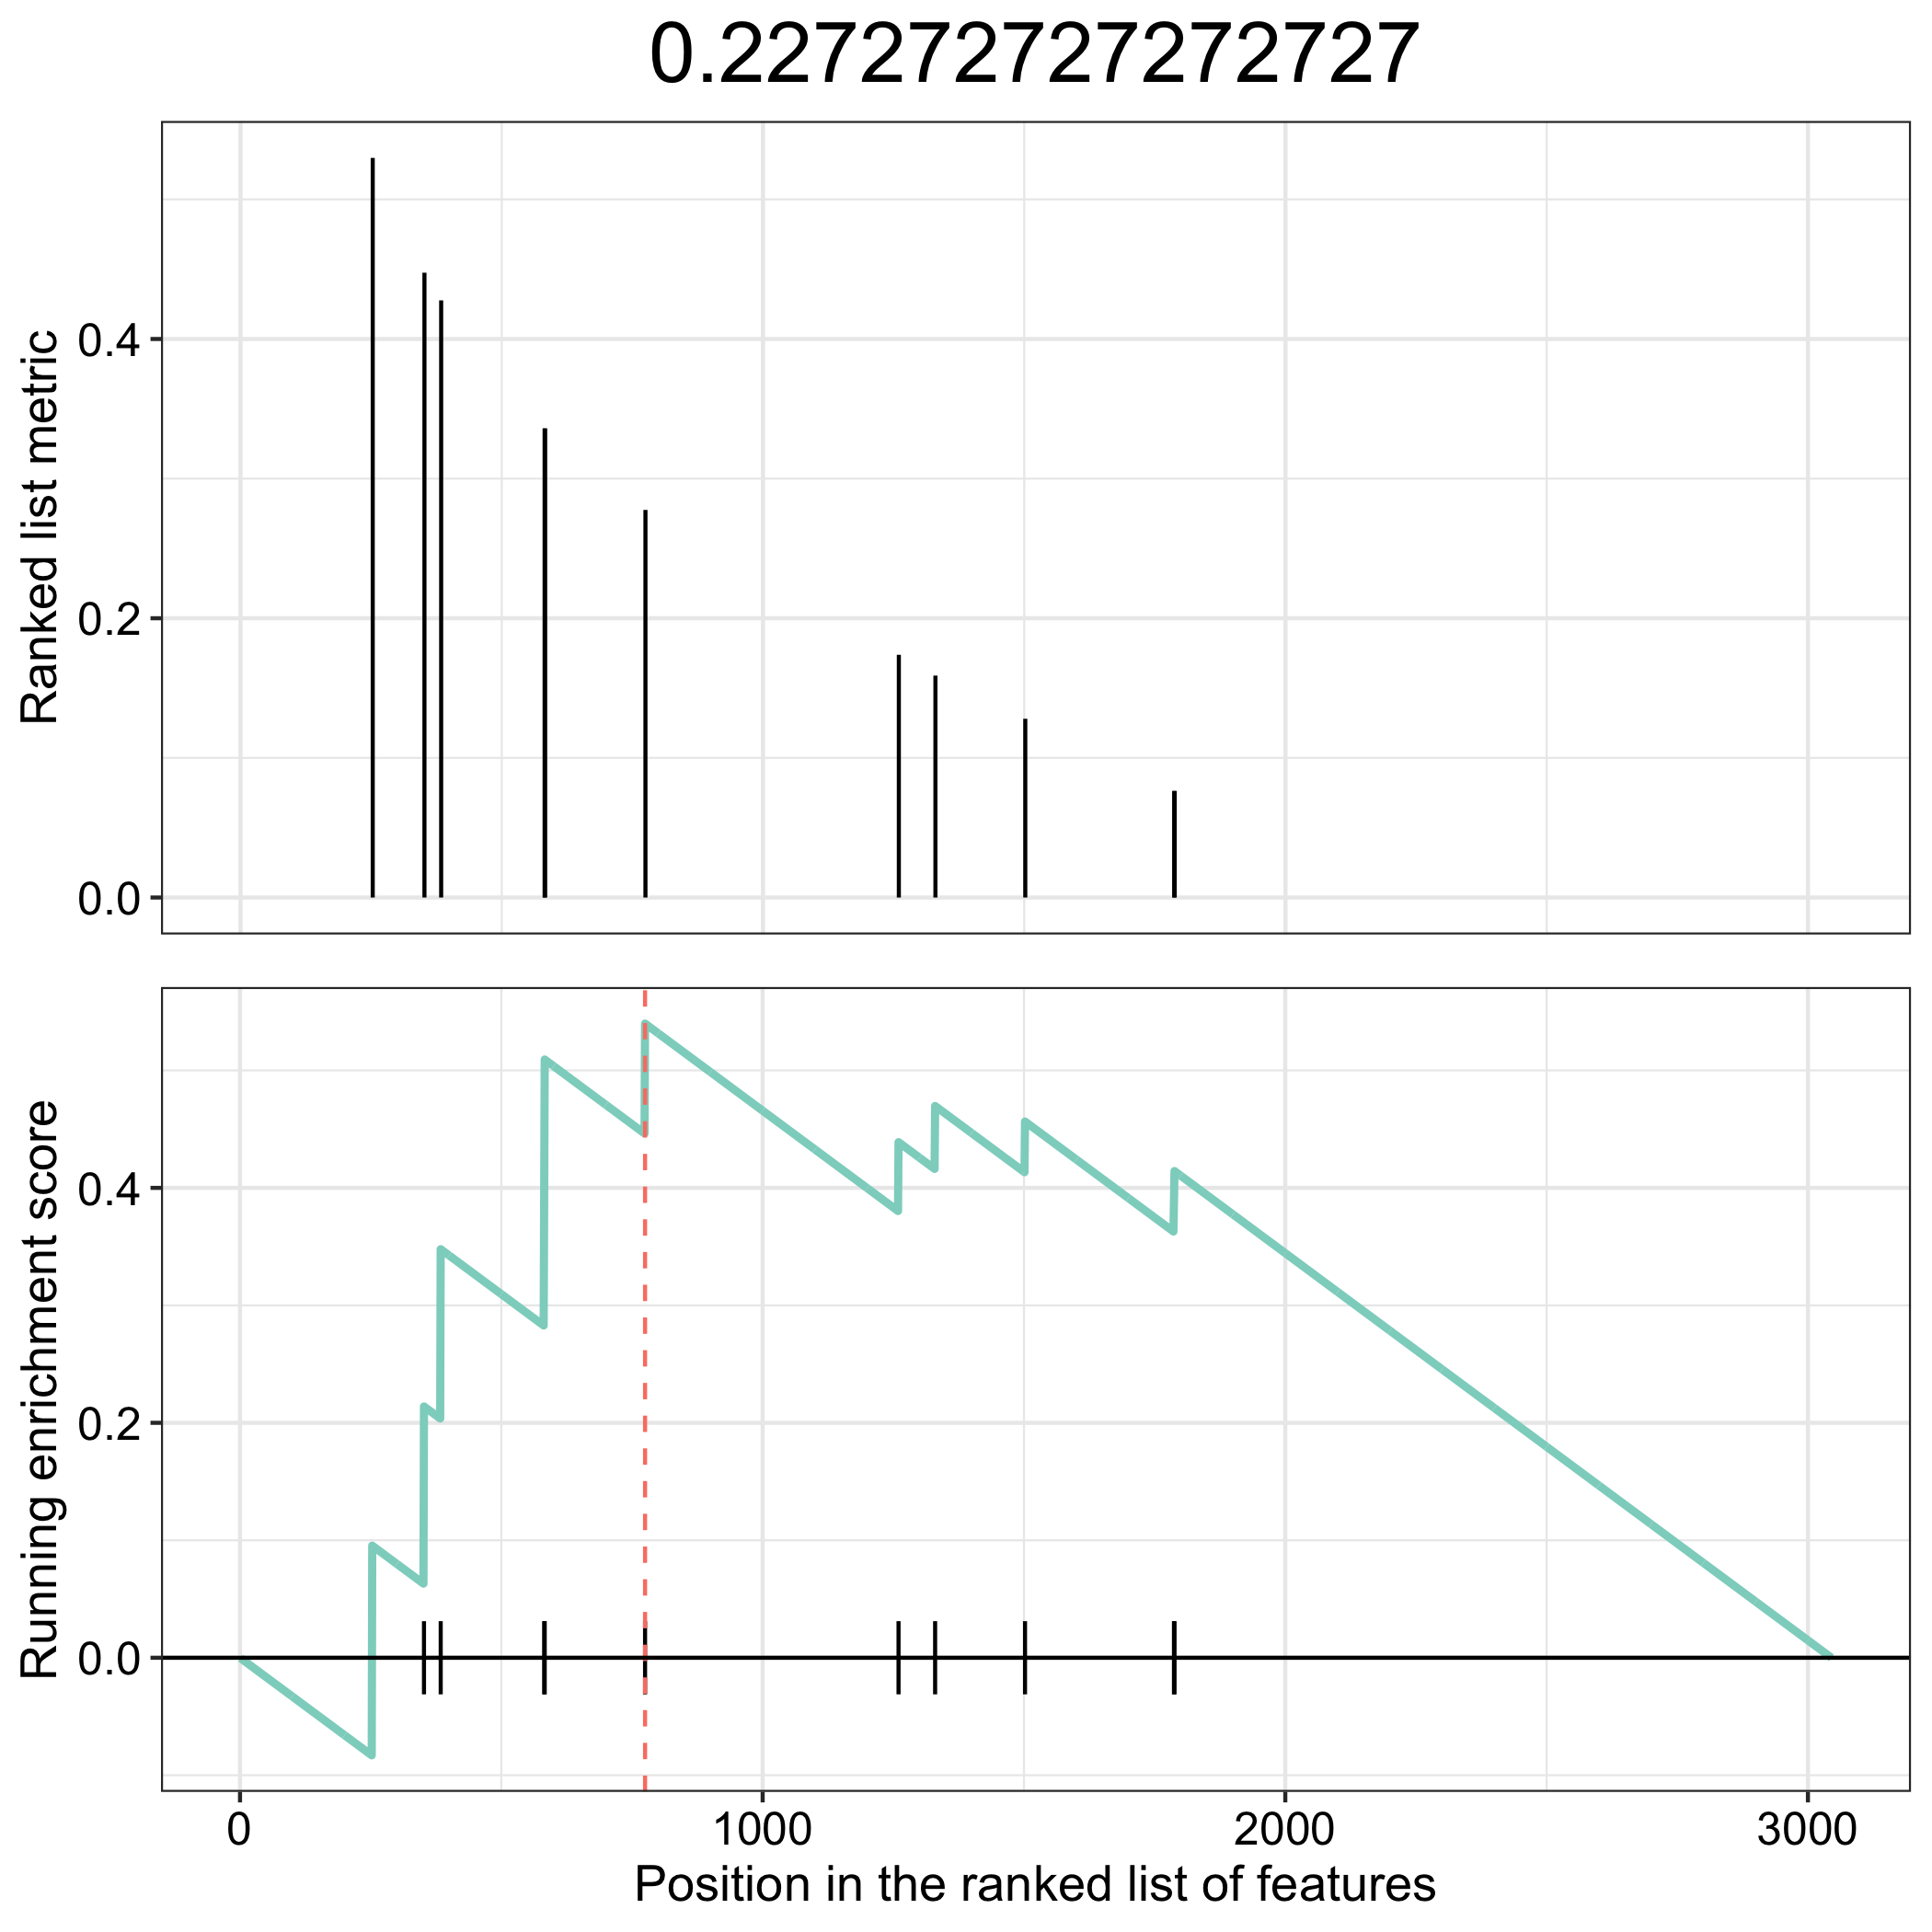 0.227272727272727
Ranked list metric
0.4
0.2
0.0
Running enrichment score
0.4
0.2
0.0
0 1000 2000 3000
Position in the ranked list of features